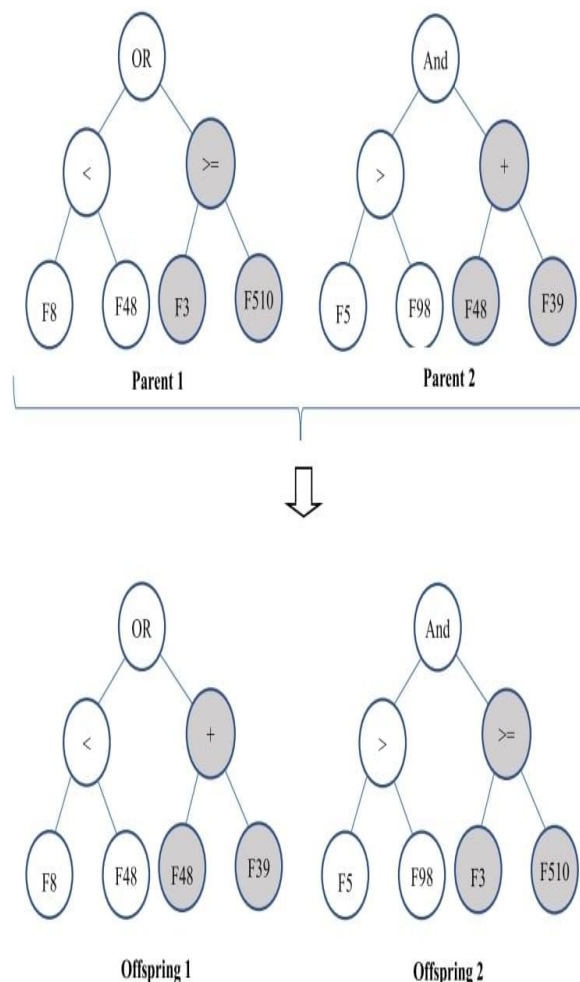 OR And
< >= > +
F8 F48 F3 F510 F5 F98 F48 F39
Parent 1 Parent 2
OR And
< + > >=
F8 F48 F48 F39 F5 F98 F3 F510
Offspring 1 Offspring 2